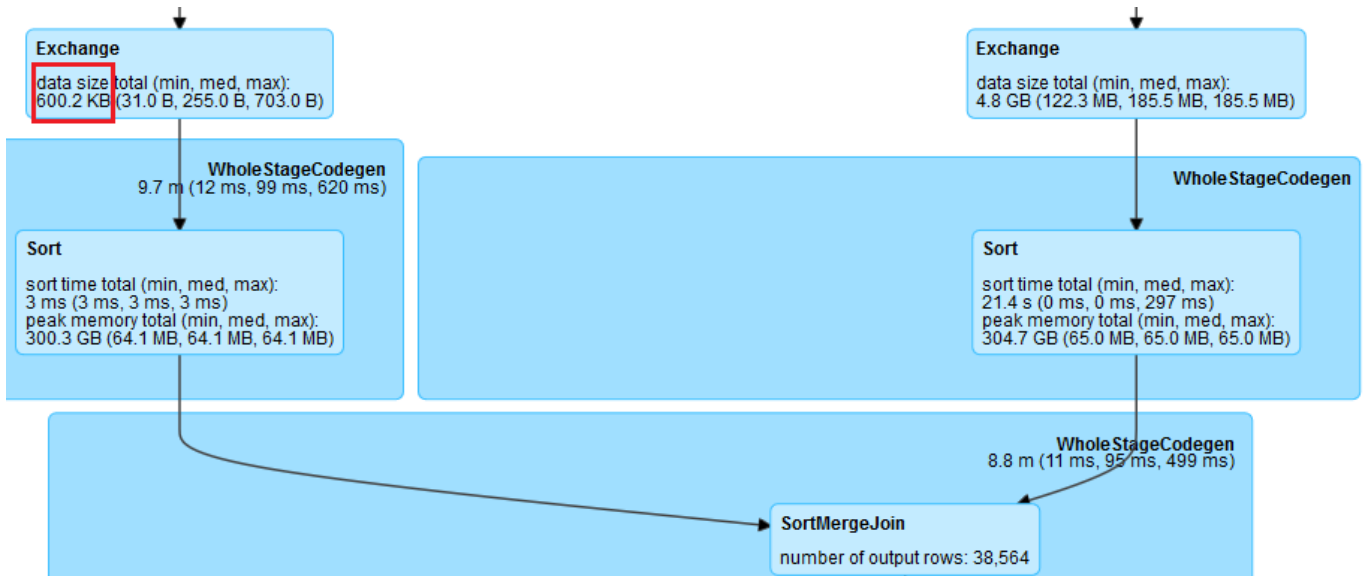 Exchange
data size total (min, med, max):
600.2 KB (31.0 B, 255.0 B, 703.0 B)
Exchange
data size total (min, med, max):
4.8 GB (122.3 MB, 185.5 MB, 185.5 MB)
WholeStageCodegen
9.7 m (12 ms, 99 ms, 620 ms)
WholeStageCodegen
Sort
sort time total (min, med, max):
3 ms (3 ms, 3 ms, 3 ms)
peak memory total (min, med, max):
300.3 GB (64.1 MB, 64.1 MB, 64.1 MB)
Sort
sort time total (min, med, max):
21.4 s (0 ms, 0 ms, 297 ms)
peak memory total (min, med, max):
304.7 GB (65.0 MB, 65.0 MB, 65.0 MB)
WholeStageCodegen
8.8 m (11 ms, 95 ms, 499 ms)
SortMergeJoin
number of output rows: 38,564